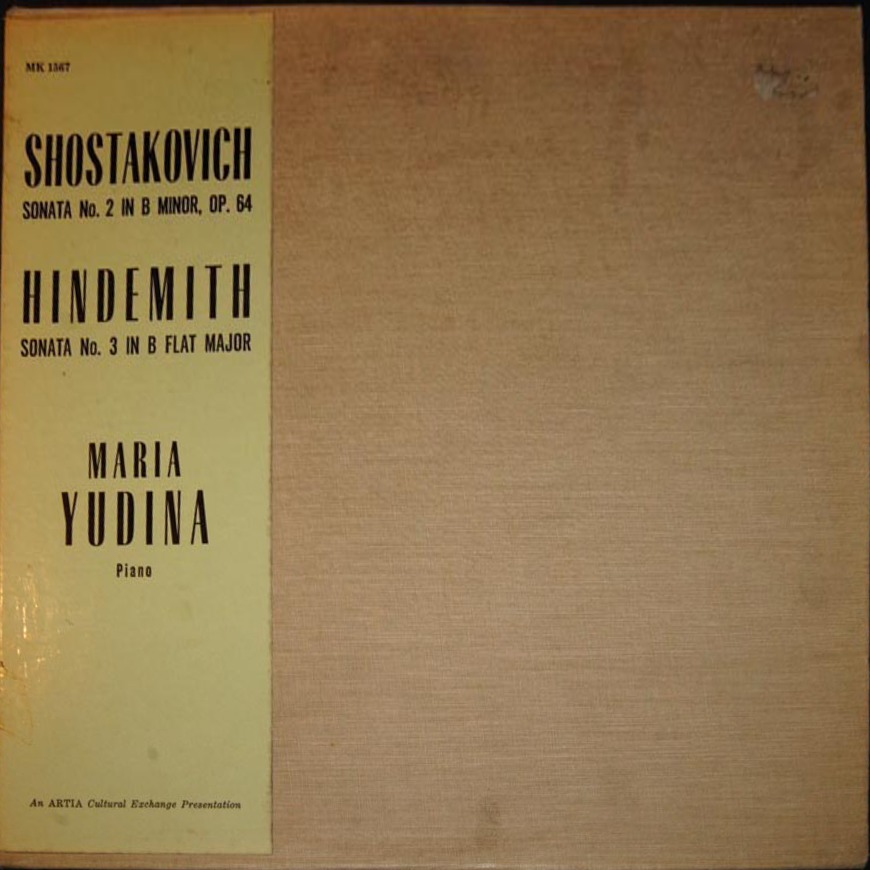 MK 1567
SHOSTAKOVICH
SONATA No. 2 IN B MINOR, OP. 64
HINDEMITH
SONATA No. 3 IN B FLAT MAJOR
MARIA
YUDINA
Piano
An ARTIA Cultural Exchange Presentation